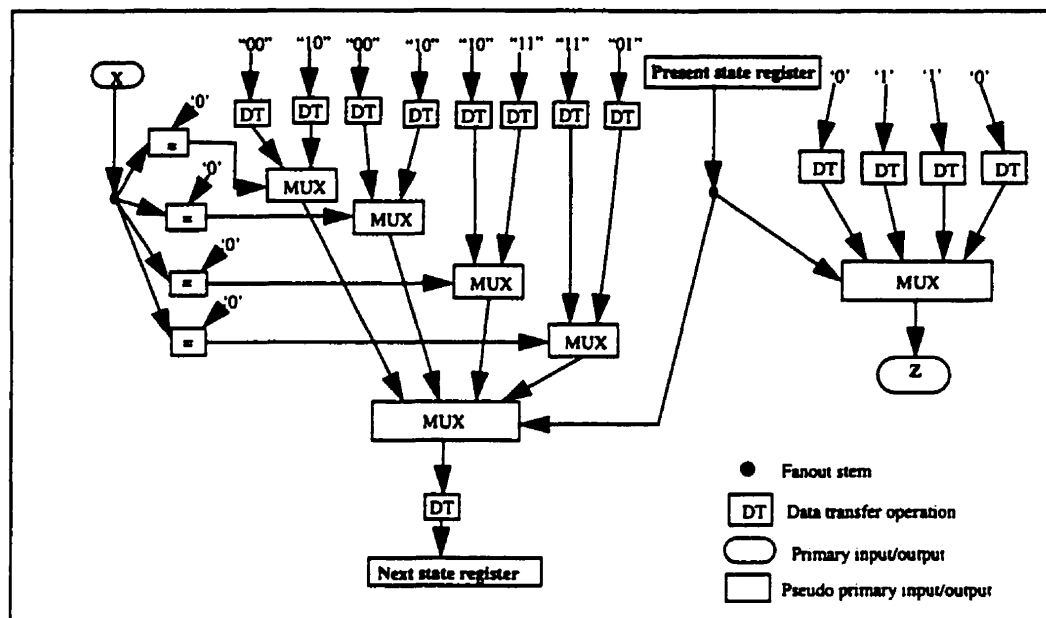 “00” “10” “00” “10” “10” “11” “11” “01”
X
Present state register
‘0’ ‘1’ ‘1’ ‘0’
‘0’
DT DT DT DT DT DT DT DT
=
MUX
DT DT DT DT
‘0’
=
MUX
‘0’
=
MUX
MUX
‘0’
=
MUX
Z
MUX
DT
Next state register
Fanout stem
DT Data transfer operation
Primary input/output
Pseudo primary input/output